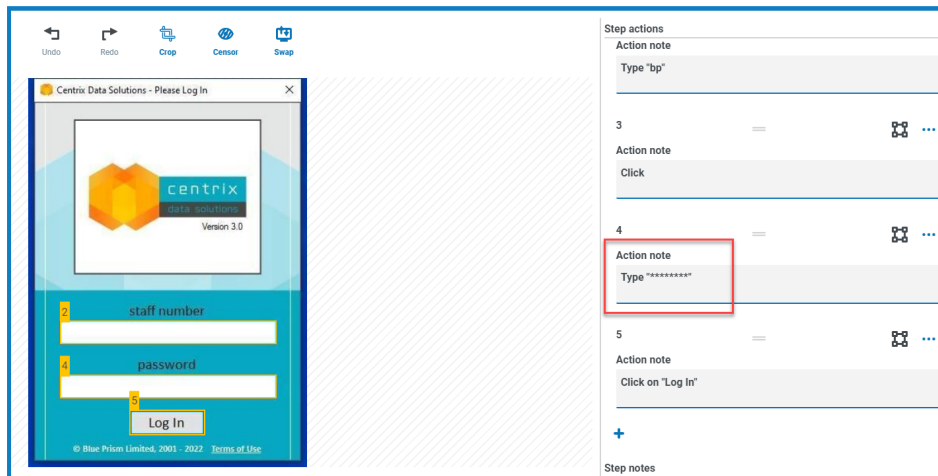 Undo
Redo
Crop
Censor
Swap
Centrix Data Solutions - Please Log In
centrix
data solutions
Version 3.0
2
staff number
4
password
5
Log In
© Blue Prism Limited, 2001 - 2022 Terms of Use
Step actions
Action note
Type "bp"
3
Action note
Click
4
Action note
Type "********"
5
Action note
Click on "Log In"
Step notes